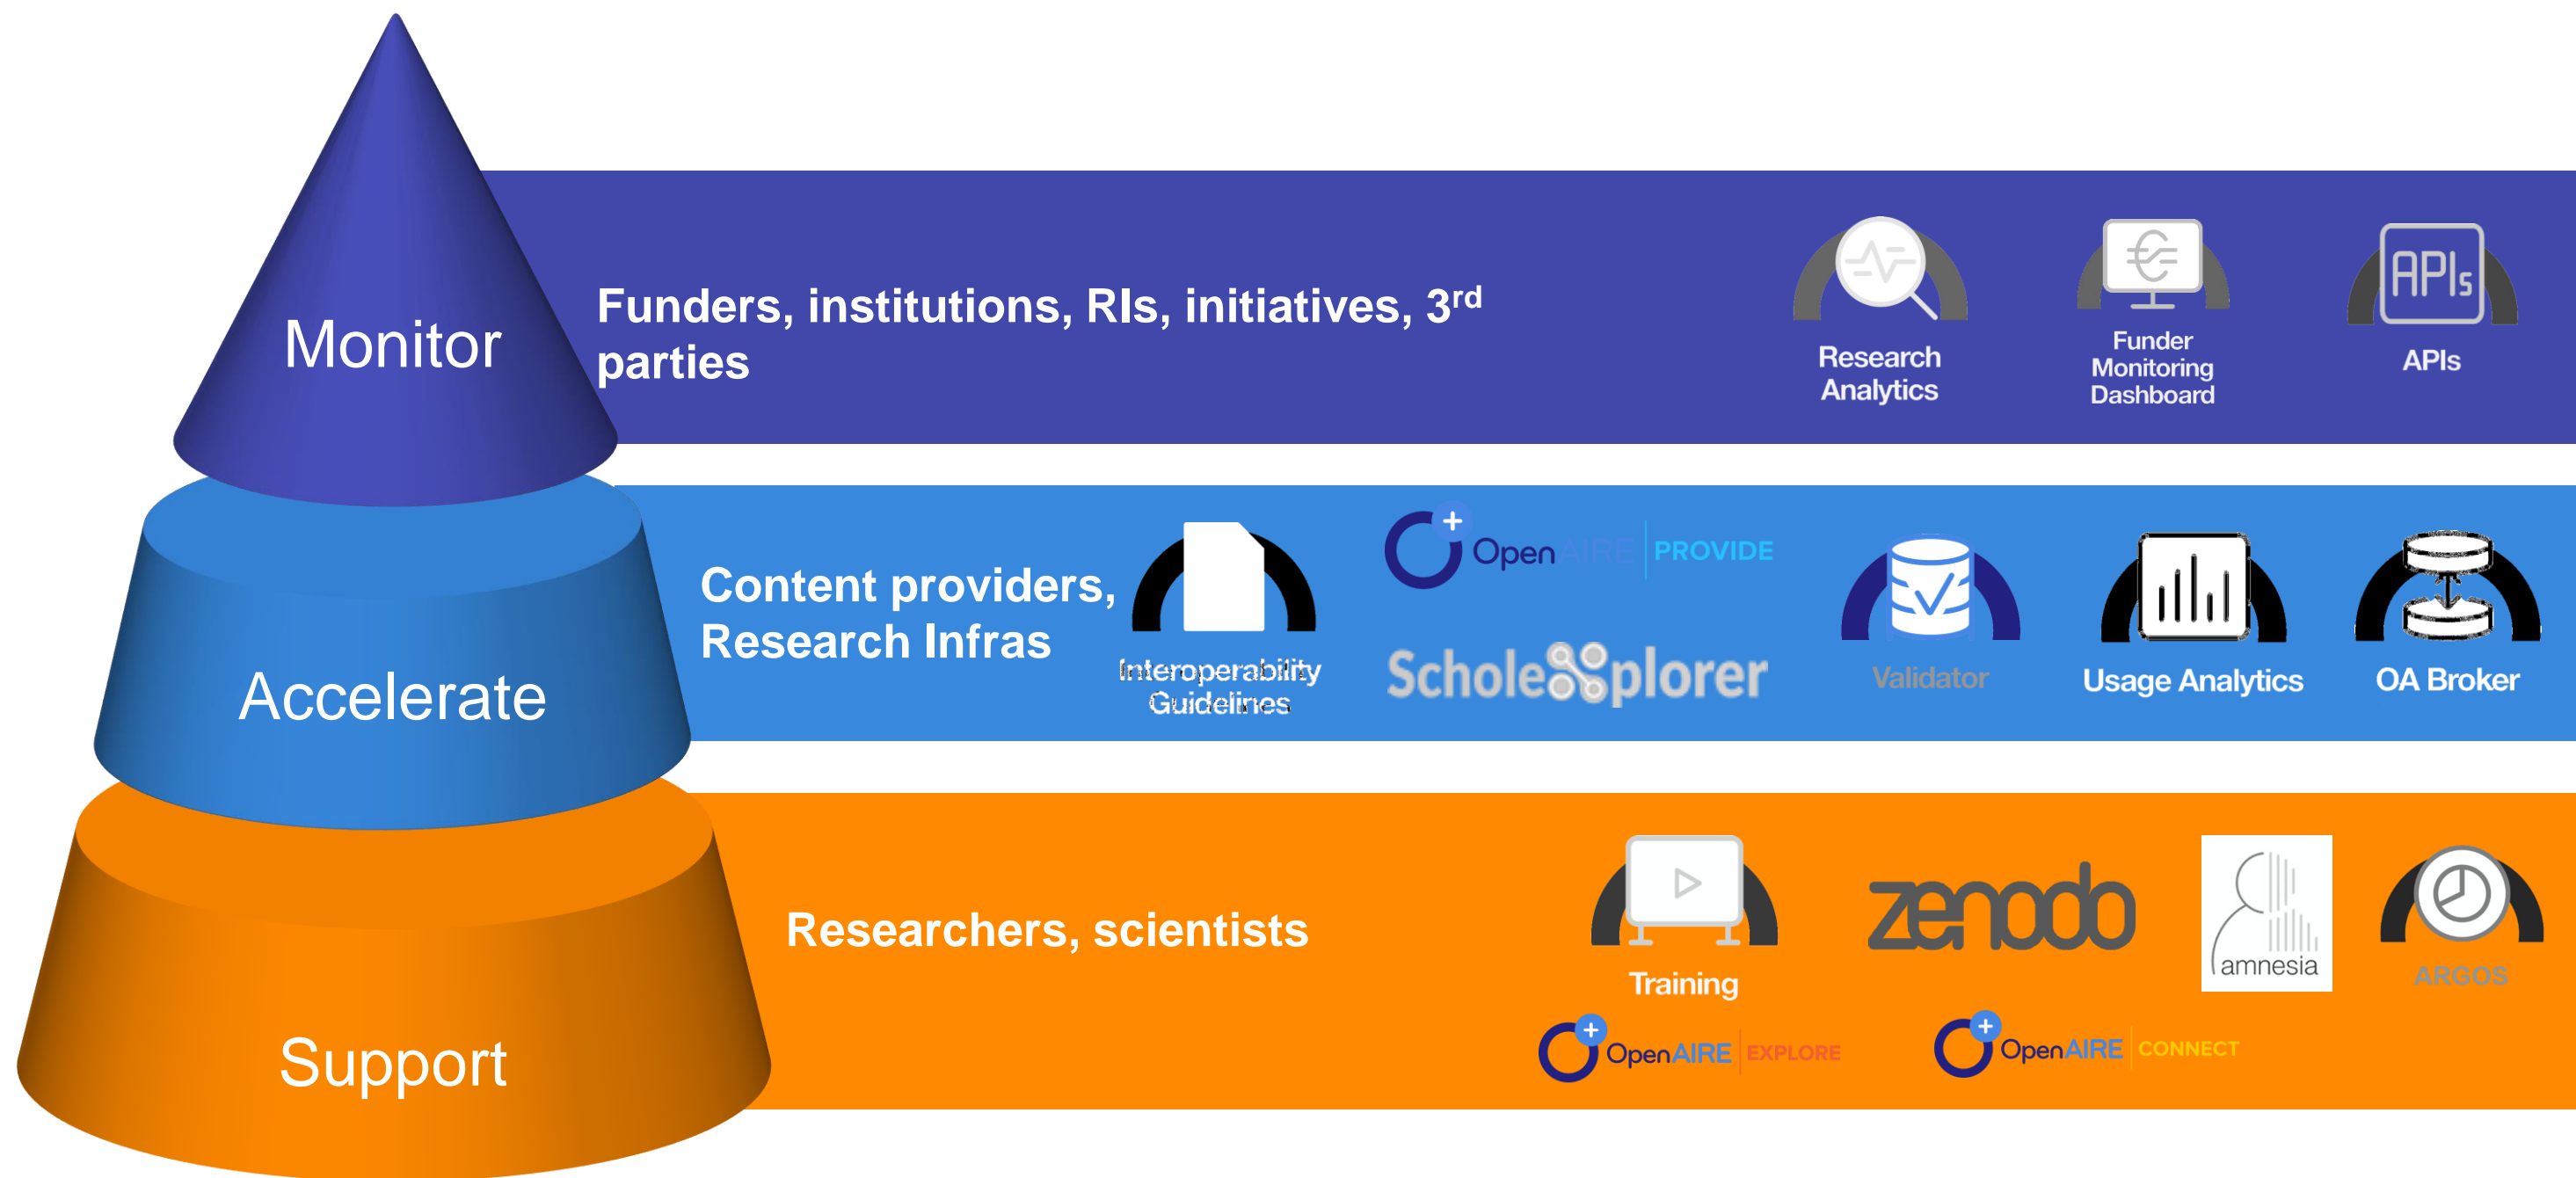 Monitor
Funders, institutions, RIs, initiatives, 3rd
parties
Research
Analytics
Funder
Monitoring
Dashboard
APIs
APIs
Accelerate
Content providers,
Research Infras
Interoperability
Guidelines
OpenAIRE PROVIDE
Scholexplorer
Validator
Usage Analytics
OA Broker
Support
Researchers, scientists
Training
zenodo
amnesia
ARGOS
OpenAIRE EXPLORE
OpenAIRE CONNECT